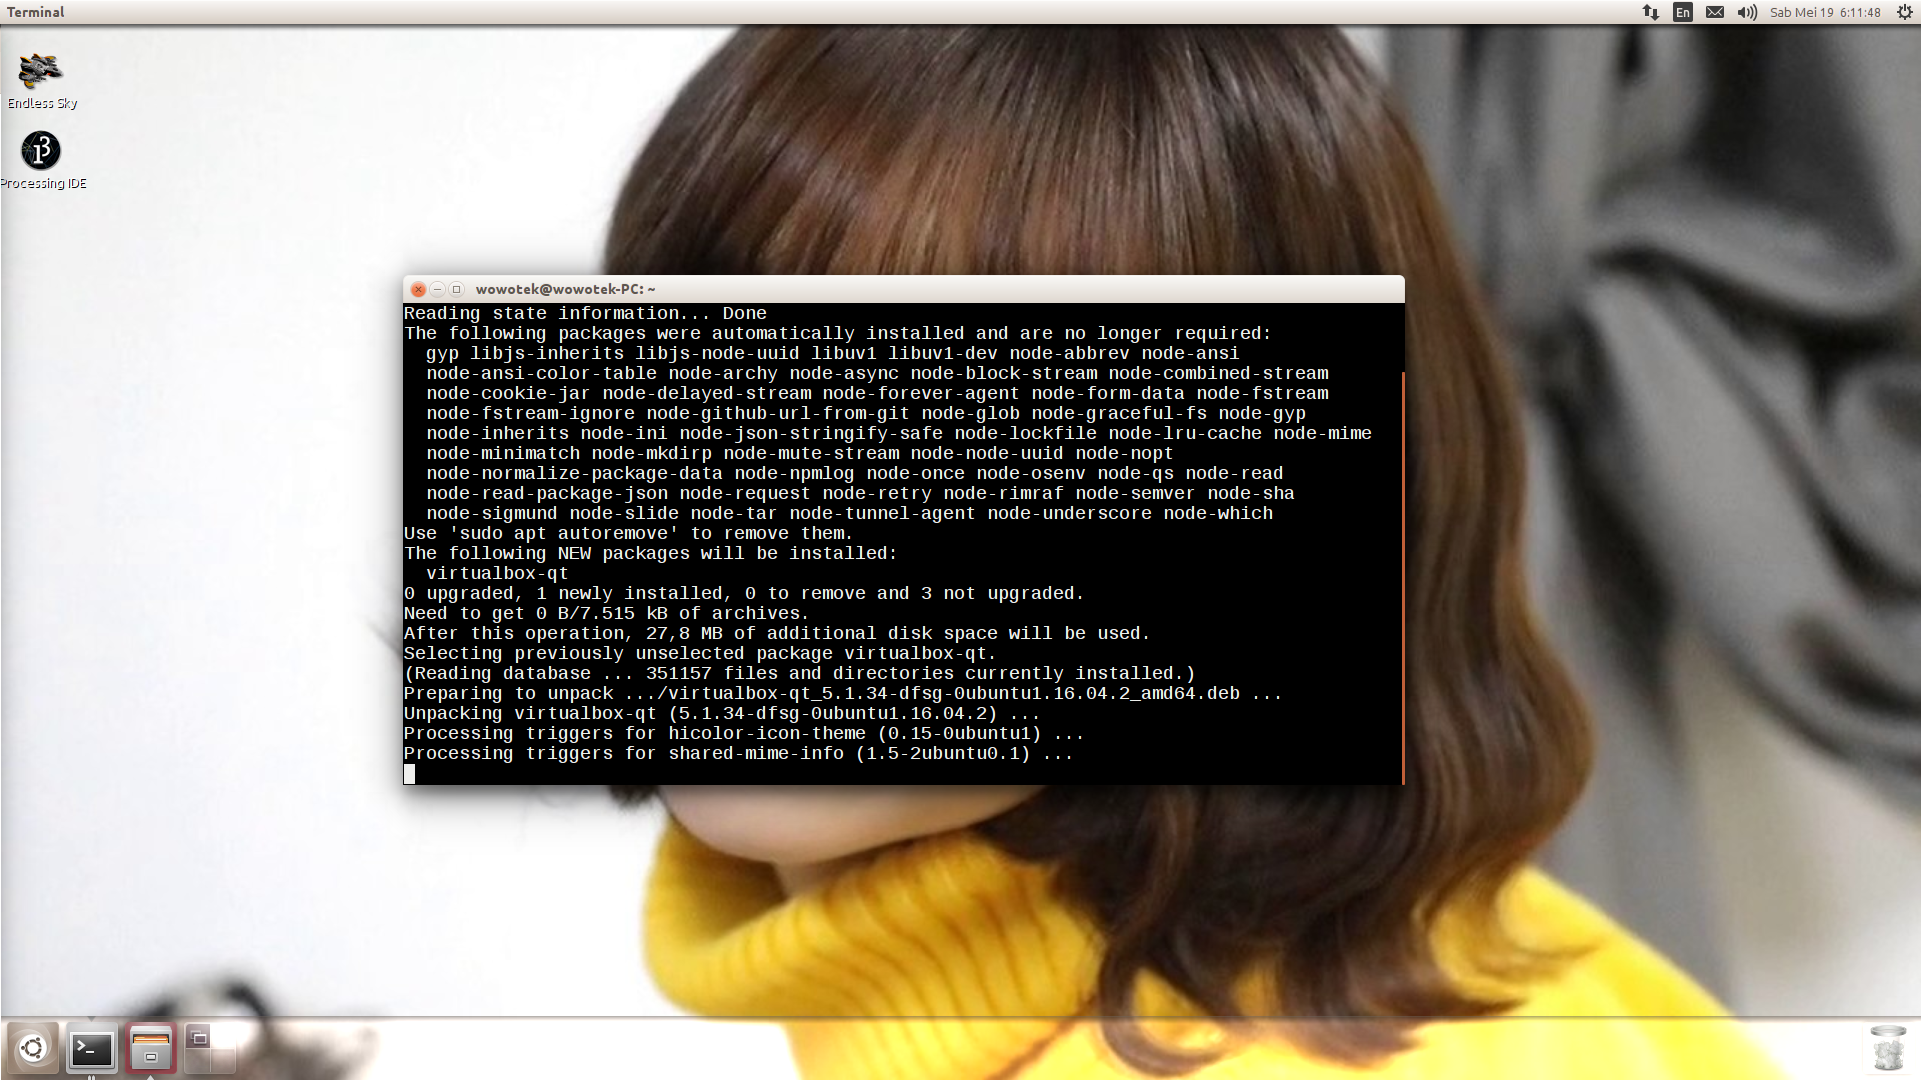 Terminal
En
Sab Mei 19 6:11:48
Endless Sky
Processing IDE
wowotek@wowotek-PC: ~
Reading state information... Done
The following packages were automatically installed and are no longer required:
  gyp libjs-inherits libjs-node-uuid libuv1 libuv1-dev node-abbrev node-ansi
  node-ansi-color-table node-archy node-async node-block-stream node-combined-stream
  node-cookie-jar node-delayed-stream node-forever-agent node-form-data node-fstream
  node-fstream-ignore node-github-url-from-git node-glob node-graceful-fs node-gyp
  node-inherits node-ini node-json-stringify-safe node-lockfile node-lru-cache node-mime
  node-minimatch node-mkdirp node-mute-stream node-node-uuid node-nopt
  node-normalize-package-data node-npmlog node-once node-osenv node-qs node-read
  node-read-package-json node-request node-retry node-rimraf node-semver node-sha
  node-sigmund node-slide node-tar node-tunnel-agent node-underscore node-which
Use 'sudo apt autoremove' to remove them.
The following NEW packages will be installed:
  virtualbox-qt
0 upgraded, 1 newly installed, 0 to remove and 3 not upgraded.
Need to get 0 B/7.515 kB of archives.
After this operation, 27,8 MB of additional disk space will be used.
Selecting previously unselected package virtualbox-qt.
(Reading database ... 351157 files and directories currently installed.)
Preparing to unpack .../virtualbox-qt_5.1.34-dfsg-0ubuntu1.16.04.2_amd64.deb ...
Unpacking virtualbox-qt (5.1.34-dfsg-0ubuntu1.16.04.2) ...
Processing triggers for hicolor-icon-theme (0.15-0ubuntu1) ...
Processing triggers for shared-mime-info (1.5-2ubuntu0.1) ...